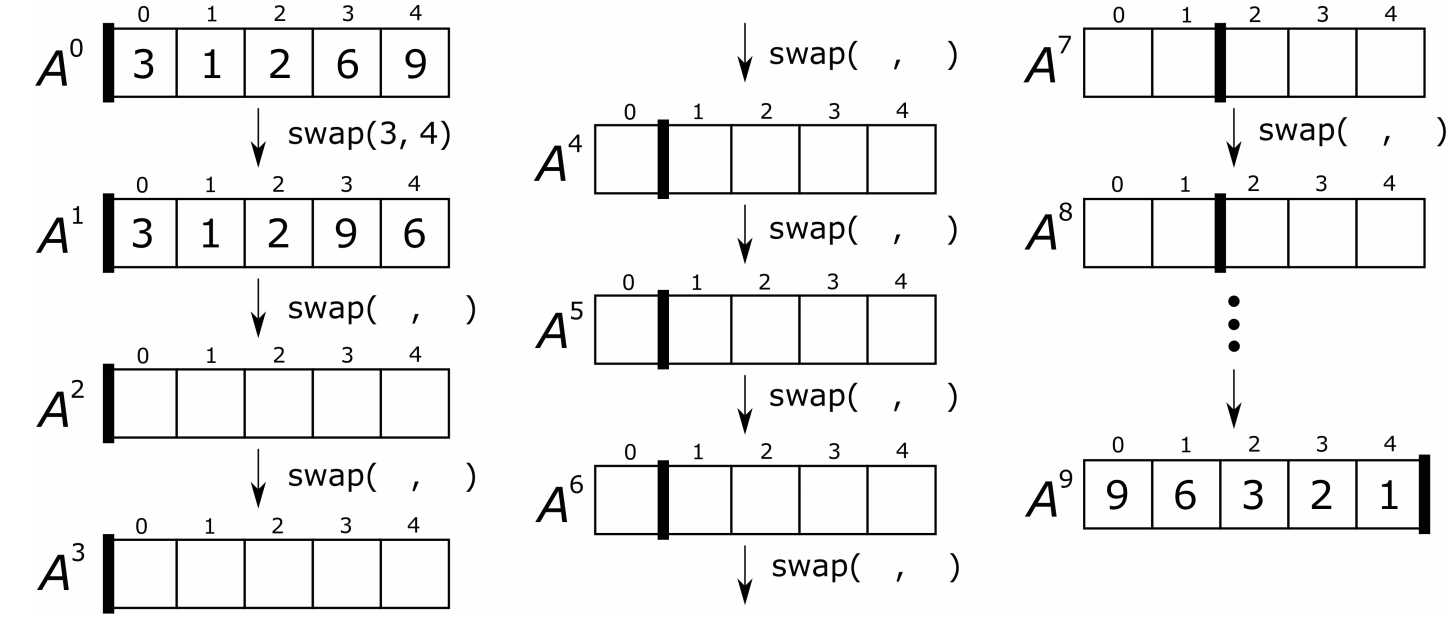 0 1 2 3 4
A⁰ 3 1 2 6 9
swap(3, 4)
0 1 2 3 4
A¹ 3 1 2 9 6
swap( , )
0 1 2 3 4
A²
swap( , )
0 1 2 3 4
A³
swap( , )
0 1 2 3 4
A⁴
swap( , )
0 1 2 3 4
A⁵
swap( , )
0 1 2 3 4
A⁶
swap( , )
0 1 2 3 4
A⁷
swap( , )
0 1 2 3 4
A⁸
0 1 2 3 4
A⁹ 9 6 3 2 1